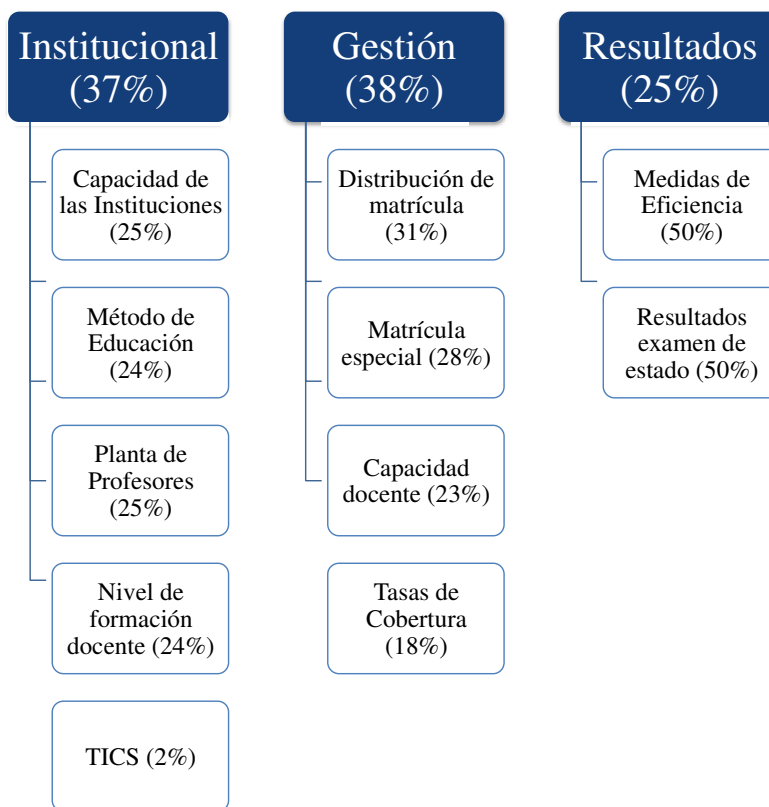 Institucional
(37%)
Capacidad de
las Instituciones
(25%)
Método de
Educación
(24%)
Planta de
Profesores
(25%)
Nivel de
formación
docente (24%)
TICS (2%)
Gestión
(38%)
Distribución de
matrícula
(31%)
Matrícula
especial (28%)
Capacidad
docente (23%)
Tasas de
Cobertura
(18%)
Resultados
(25%)
Medidas de
Eficiencia
(50%)
Resultados
examen de
estado (50%)